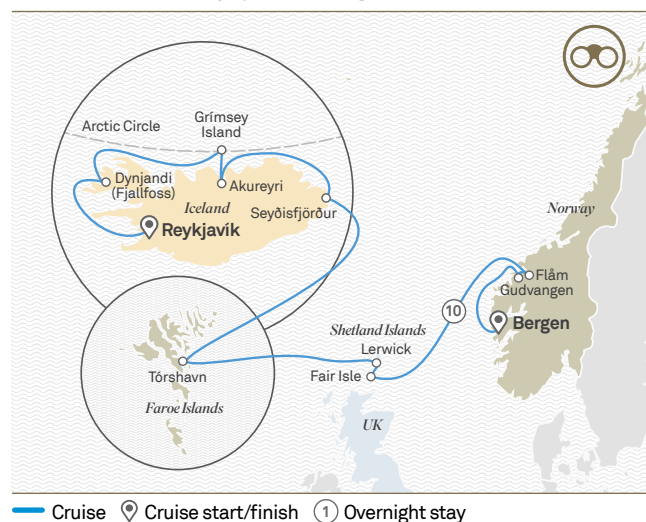 Arctic Circle
Grímsey
Island
Dynjandi
(Fjallfoss)
Akureyri
Iceland
Seyðisfjörður
Reykjavík
Norway
Flåm
Gudvangen
10
Bergen
Shetland Islands
Lerwick
Fair Isle
Tórshavn
Faroe Islands
UK
Cruise Cruise start/finish 1 Overnight stay